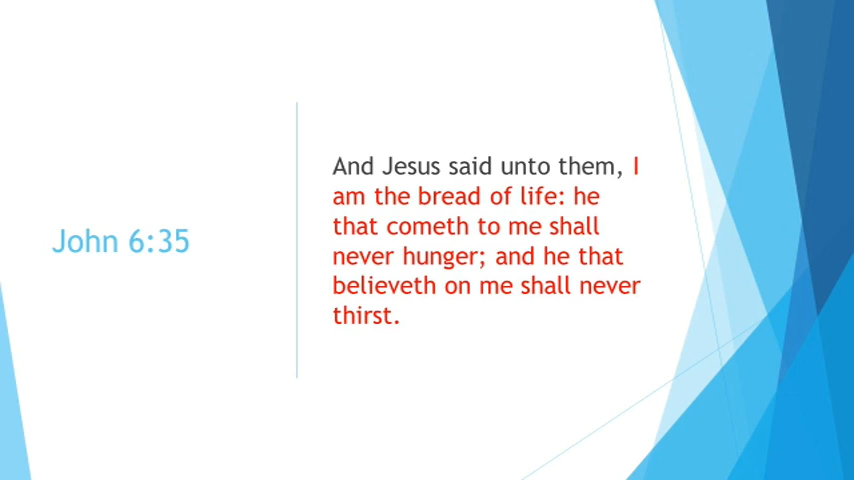 John 6:35
And Jesus said unto them, I
am the bread of life: he
that cometh to me shall
never hunger; and he that
believeth on me shall never
thirst.